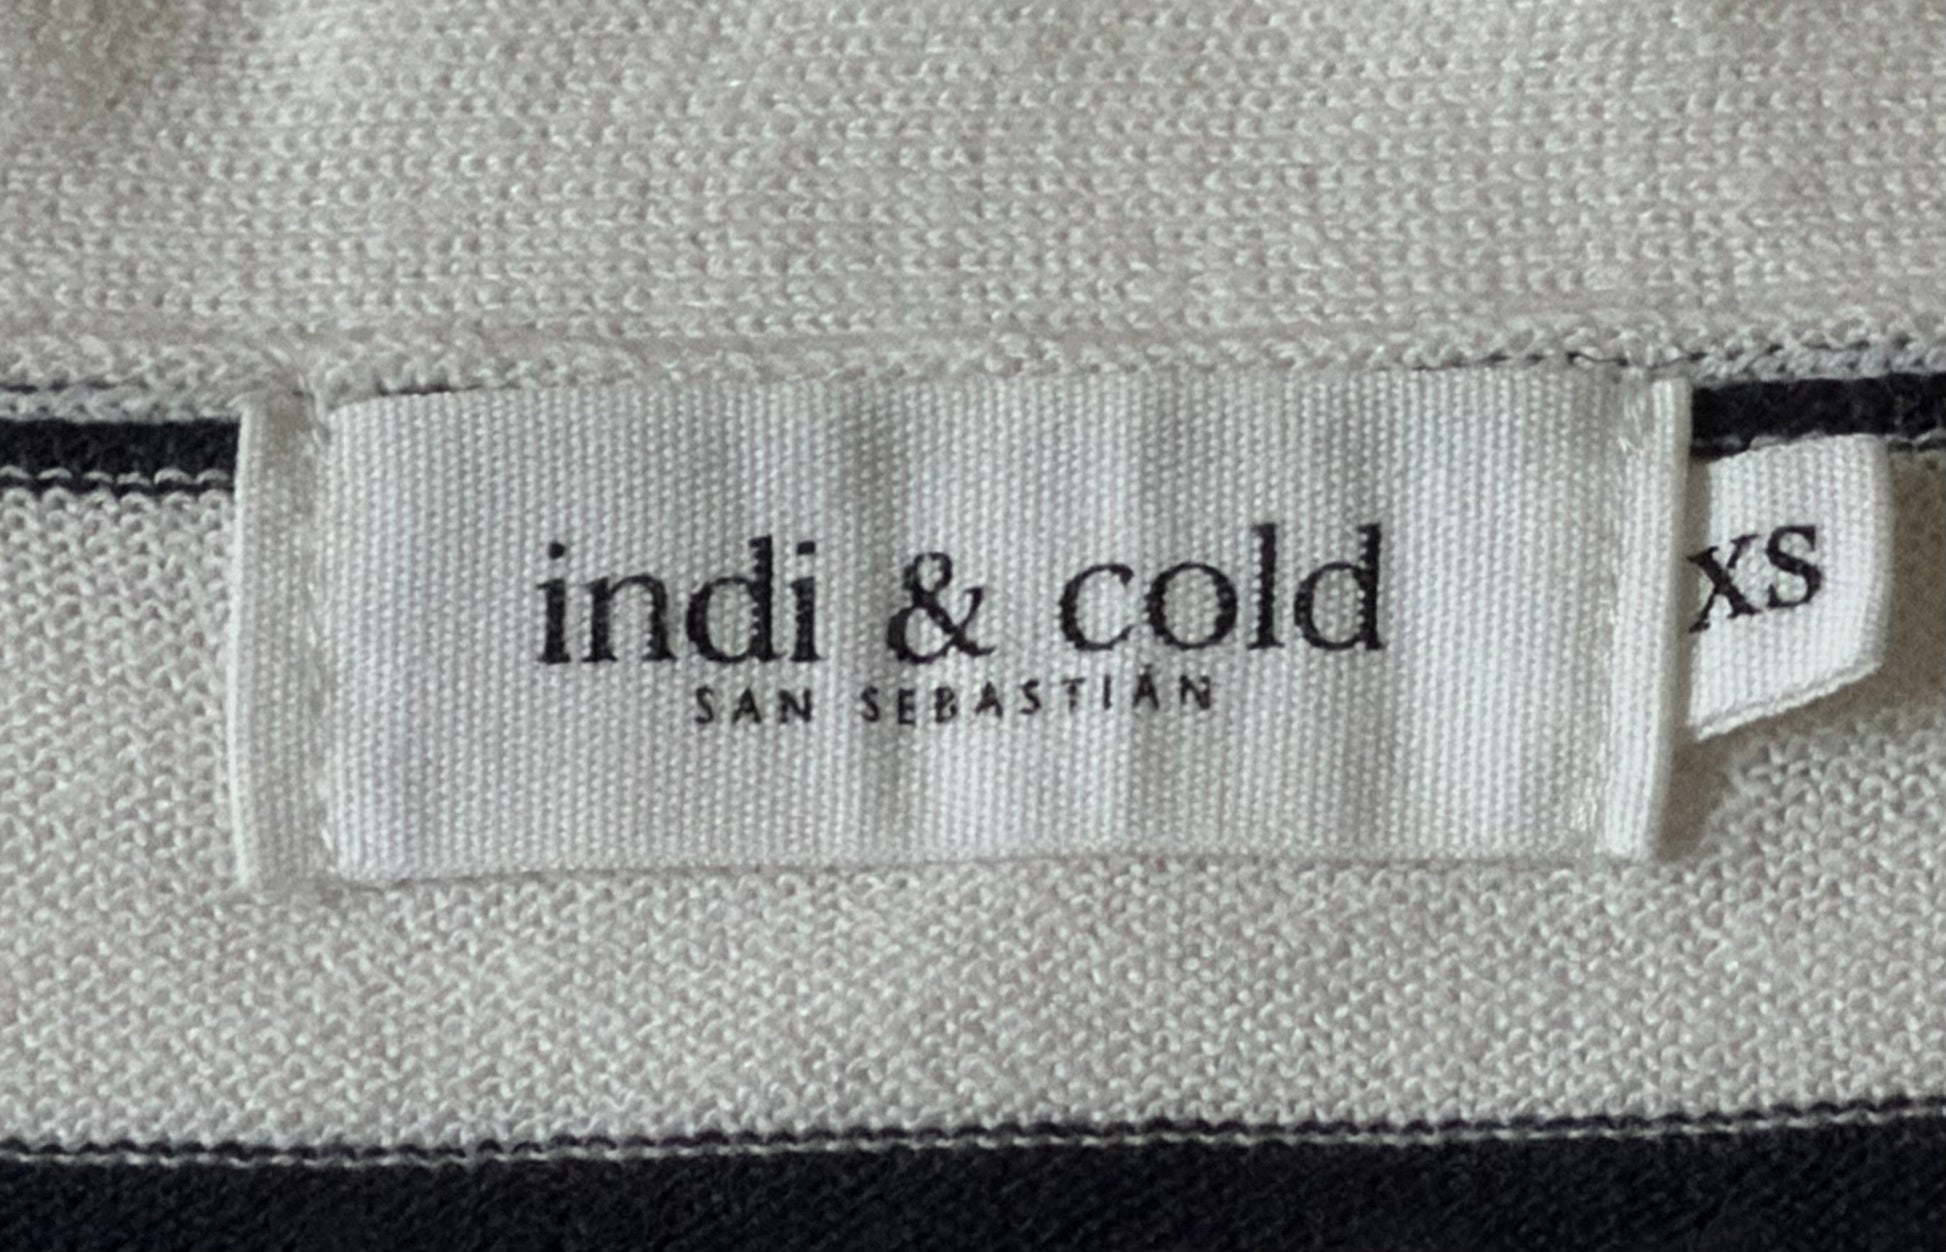 indi & cold
SAN SEBASTIÁN
XS